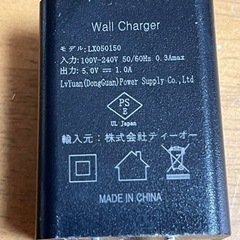 Wall Charger
モデル:LX050150
入力:100V-240V 50/60Hz 0.3Amax
出力:5.0V⎓1.0A
LvYuan(DongGuan)Power Supply Co.,Ltd
PS
E
UL Japan
輸入元:株式会社ティーオー
MADE IN CHINA